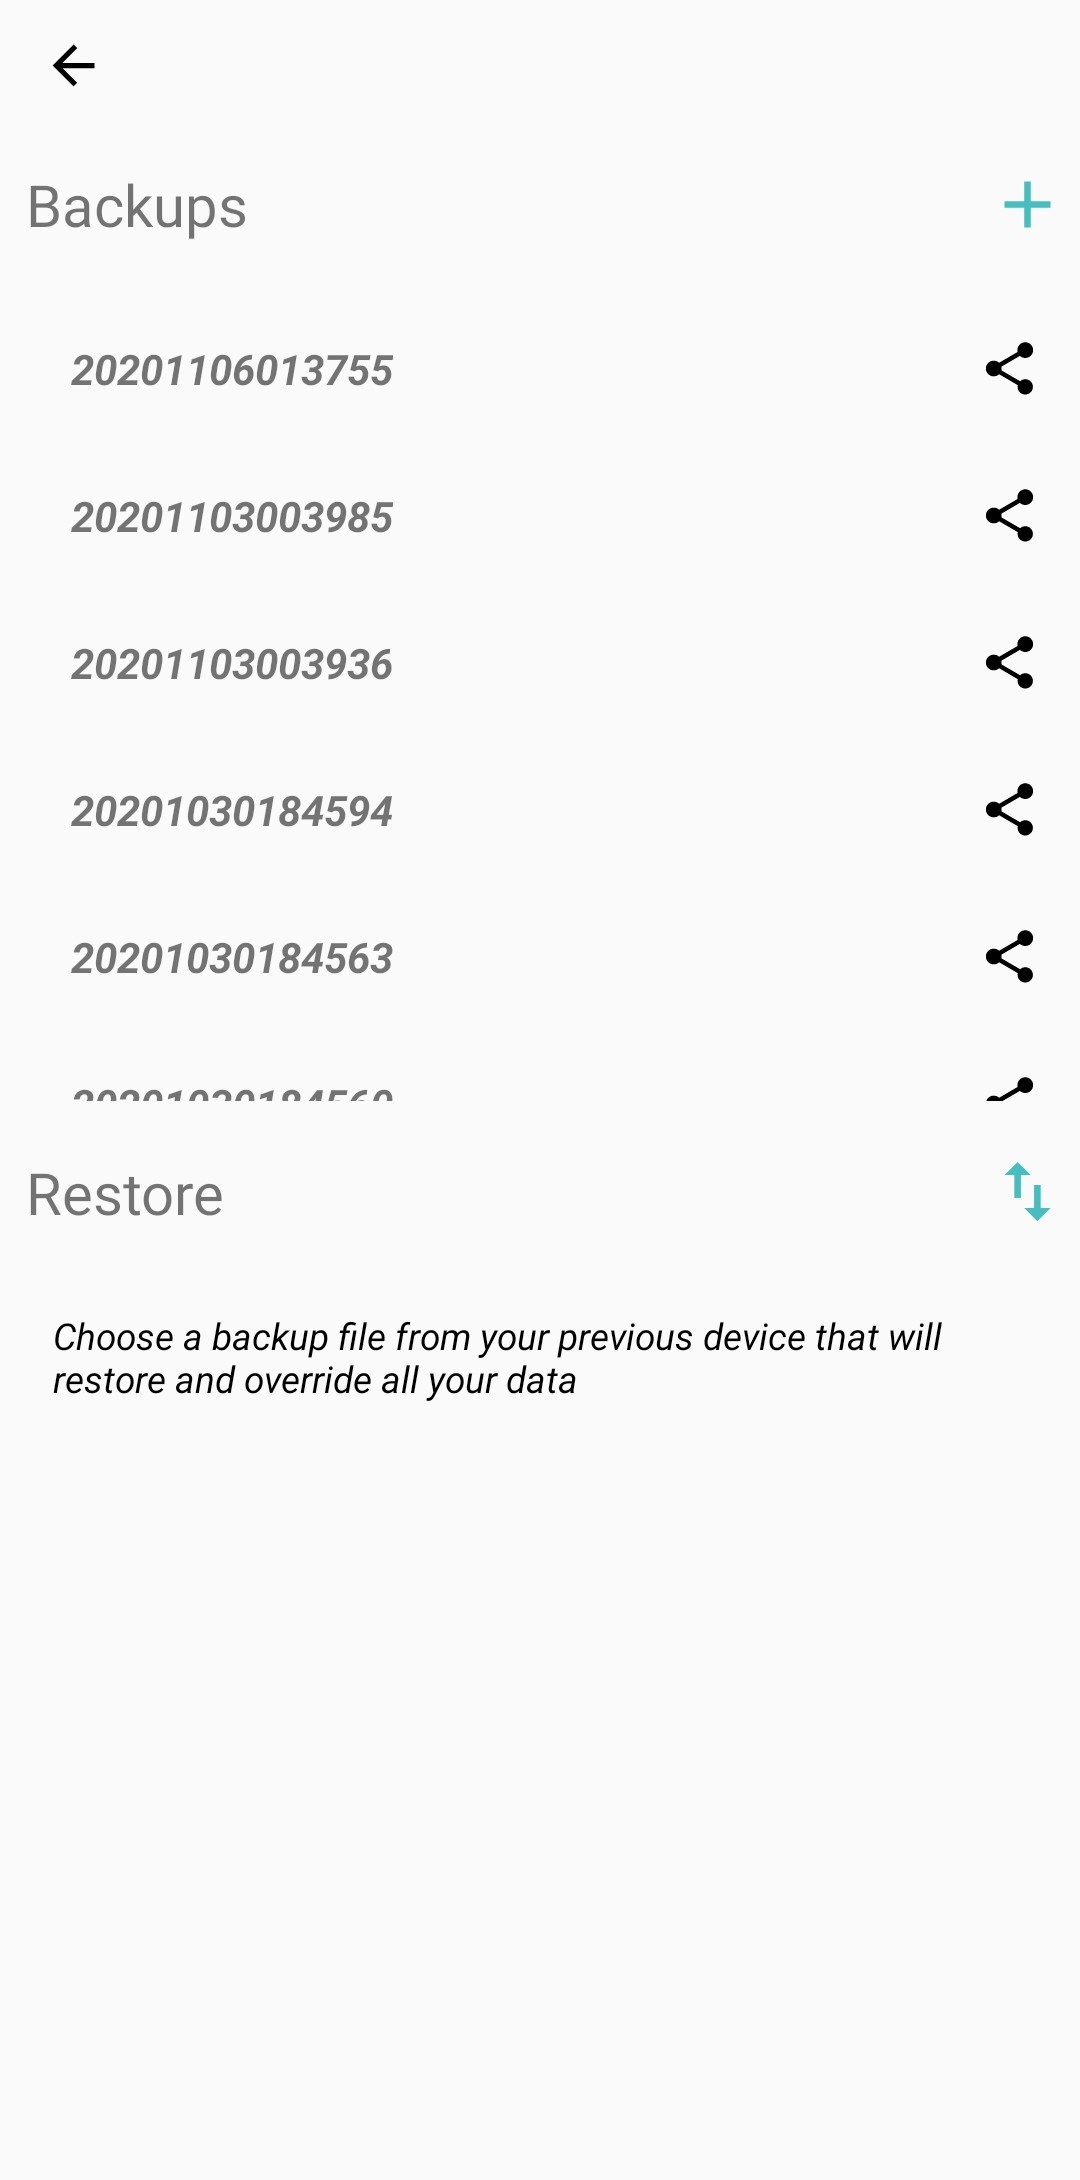 Backups
20201106013755
20201103003985
20201103003936
20201030184594
20201030184563
Restore
Choose a backup file from your previous device that will
restore and override all your data